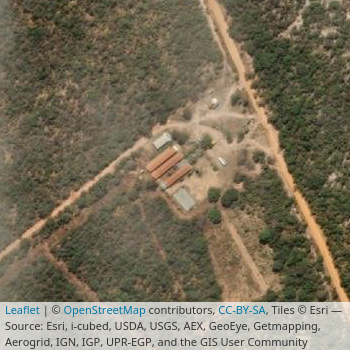 Leaflet | © OpenStreetMap contributors, CC-BY-SA, Tiles © Esri —
Source: Esri, i-cubed, USDA, USGS, AEX, GeoEye, Getmapping,
Aerogrid, IGN, IGP, UPR-EGP, and the GIS User Community